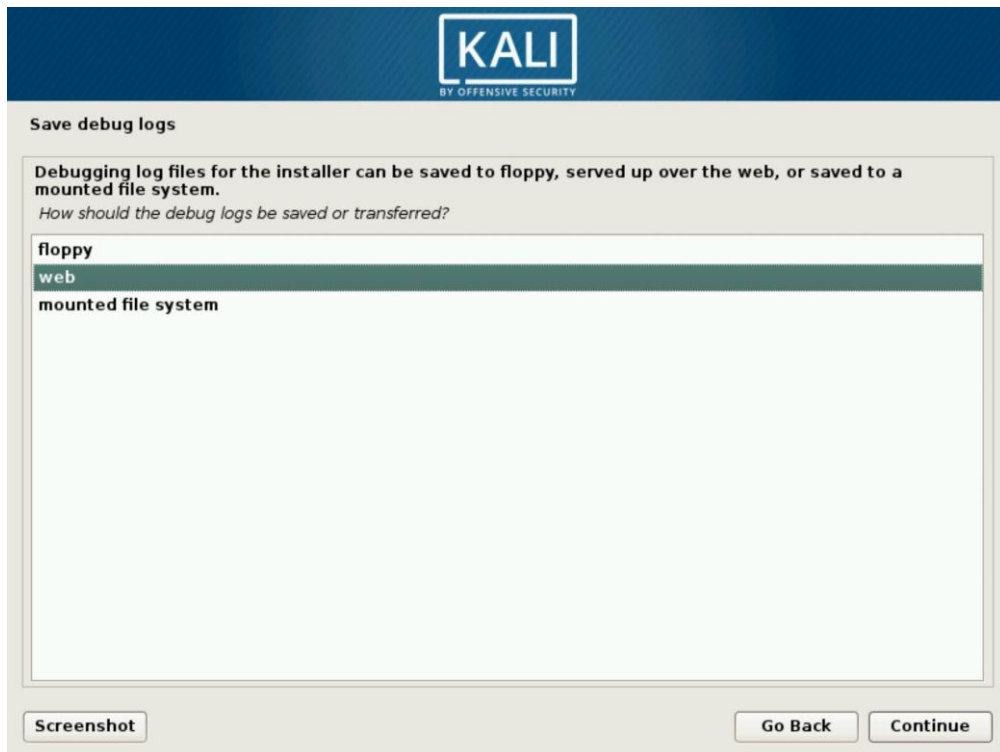 KALI
BY OFFENSIVE SECURITY
Save debug logs
Debugging log files for the installer can be saved to floppy, served up over the web, or saved to a
mounted file system.
How should the debug logs be saved or transferred?
floppy
web
mounted file system
Screenshot
Go Back
Continue